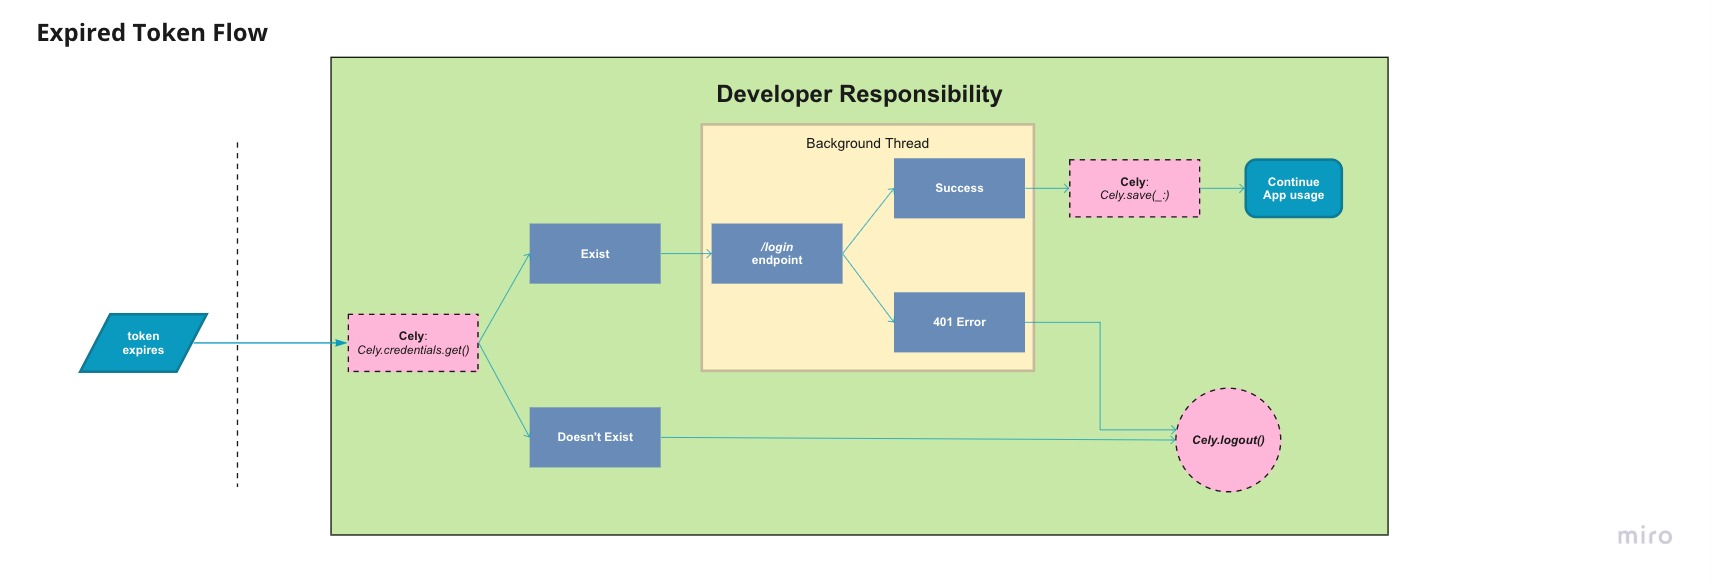 Expired Token Flow
Developer Responsibility
Background Thread
Success
Cely:
Cely.save(_:)
Continue
App usage
Exist
/login
endpoint
token
expires
Cely:
Cely.credentials.get()
401 Error
Doesn't Exist
Cely.logout()
miro